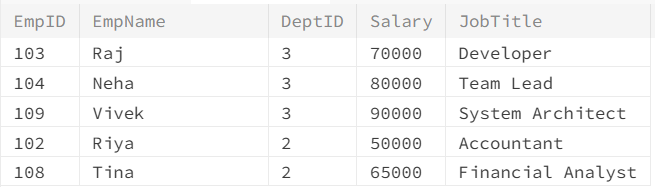 EmpID EmpName DeptID Salary JobTitle
103 Raj 3 70000 Developer
104 Neha 3 80000 Team Lead
109 Vivek 3 90000 System Architect
102 Riya 2 50000 Accountant
108 Tina 2 65000 Financial Analyst